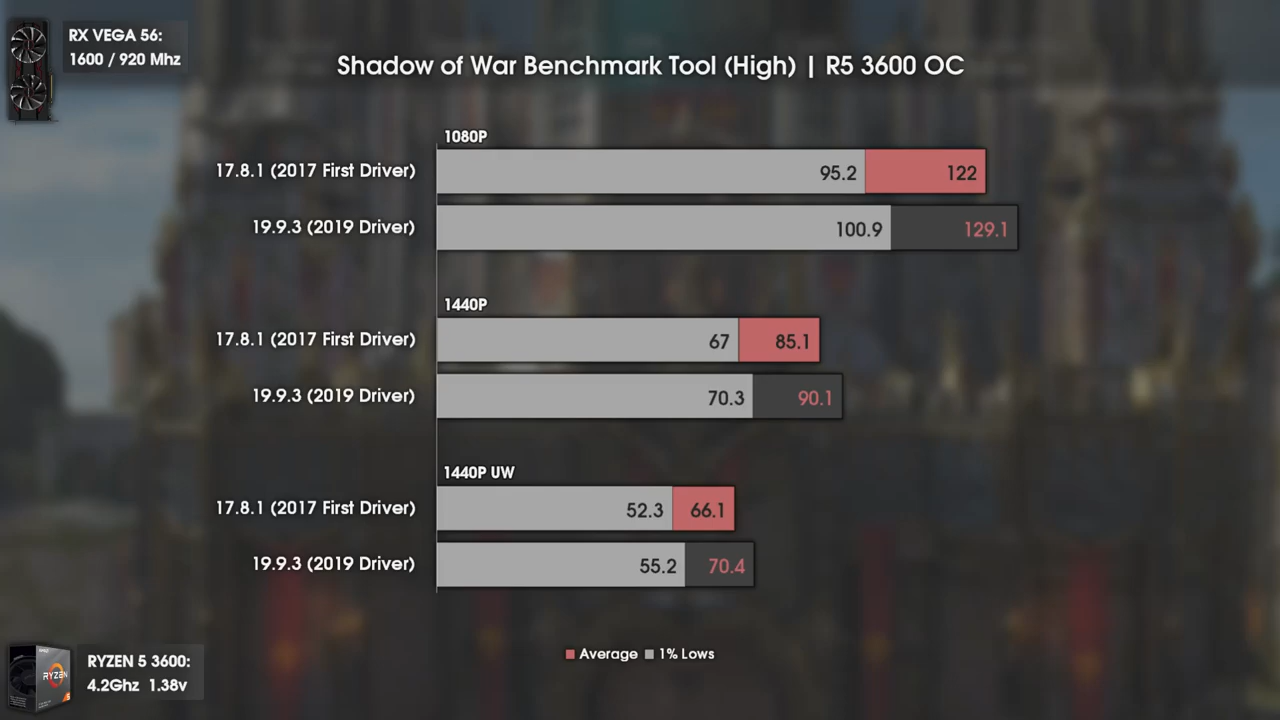 RX VEGA 56:
1600 / 920 Mhz
Shadow of War Benchmark Tool (High) | R5 3600 OC
1080P
17.8.1 (2017 First Driver)
95.2
122
19.9.3 (2019 Driver)
100.9
129.1
1440P
17.8.1 (2017 First Driver)
67
85.1
19.9.3 (2019 Driver)
70.3
90.1
1440P UW
17.8.1 (2017 First Driver)
52.3
66.1
19.9.3 (2019 Driver)
55.2
70.4
Average
1% Lows
RYZEN
RYZEN 5 3600:
4.2Ghz 1.38v